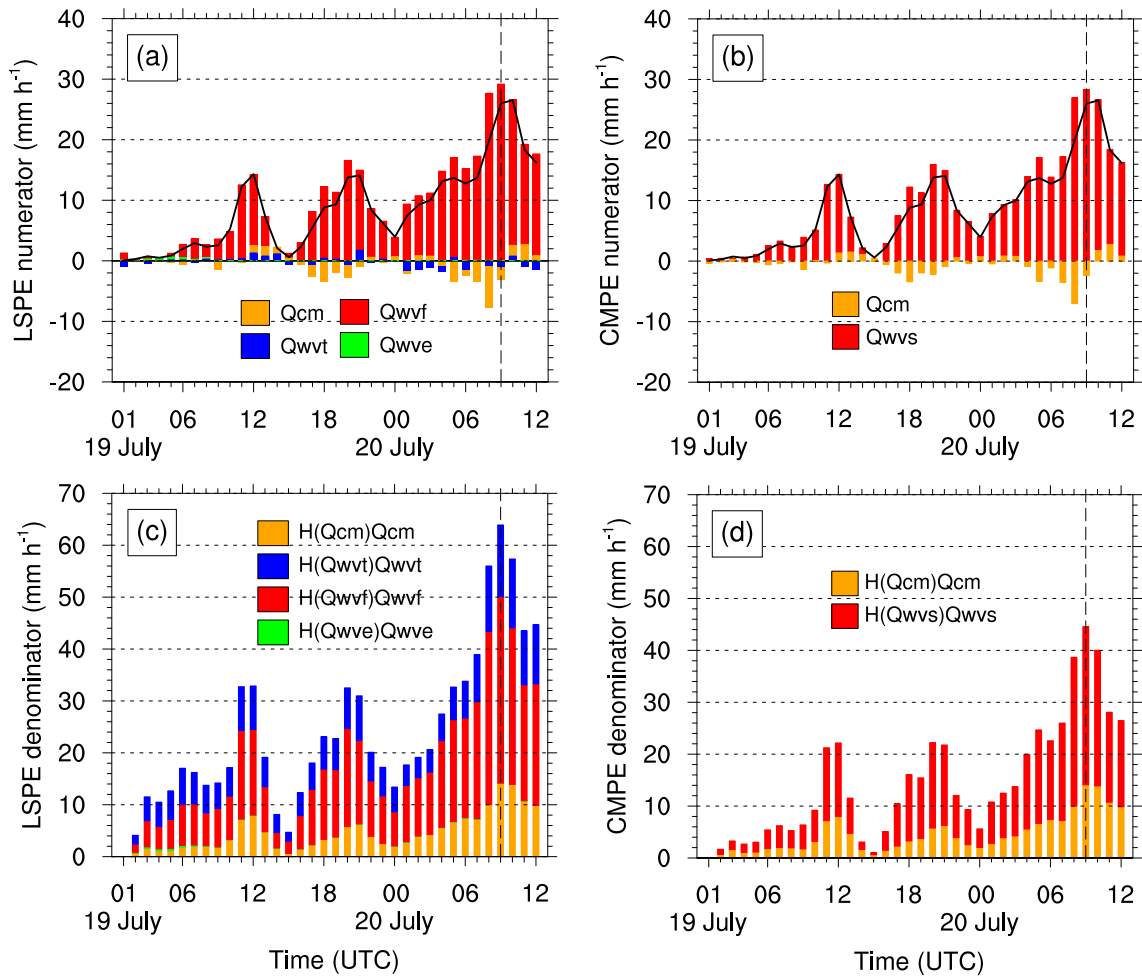 (a)
LSPE numerator (mm h⁻¹)
40
30
20
10
0
-10
-20
Qcm
Qwvf
Qwvt
Qwve
01 06 12 18 00 06 12
19 July 20 July
(b)
CMPE numerator (mm h⁻¹)
40
30
20
10
0
-10
-20
Qcm
Qwvs
01 06 12 18 00 06 12
19 July 20 July
(c)
LSPE denominator (mm h⁻¹)
70
60
50
40
30
20
10
0
H(Qcm)Qcm
H(Qwvt)Qwvt
H(Qwvf)Qwvf
H(Qwve)Qwve
01 06 12 18 00 06 12
19 July 20 July
Time (UTC)
(d)
CMPE denominator (mm h⁻¹)
70
60
50
40
30
20
10
0
H(Qcm)Qcm
H(Qwvs)Qwvs
01 06 12 18 00 06 12
19 July 20 July
Time (UTC)